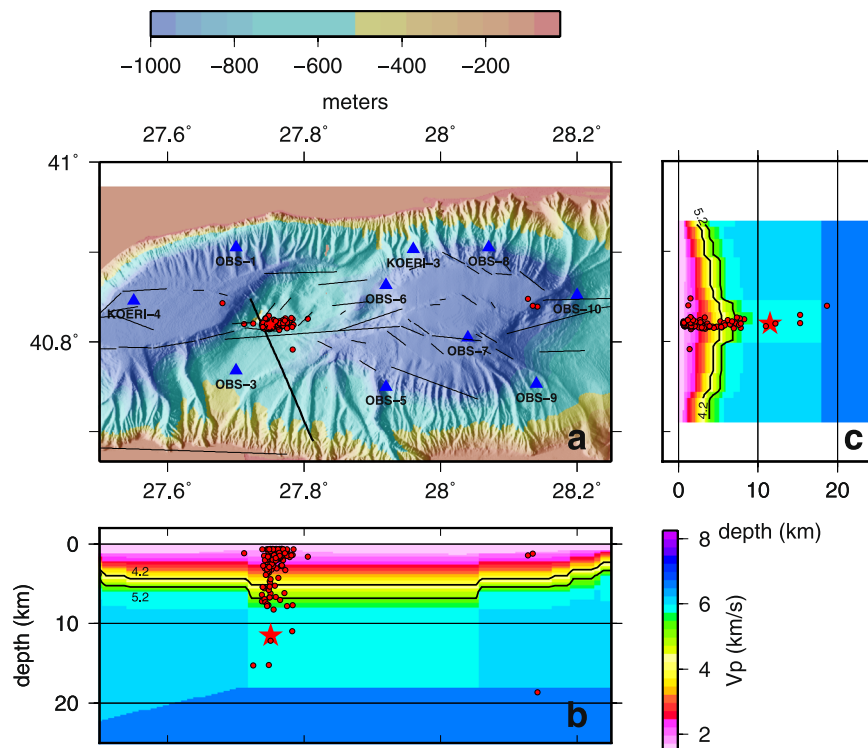 −1000 −800 −600 −400 −200
meters
27.6˚ 27.8˚ 28˚ 28.2˚
41˚
40.8˚
OBS−1
KOERI−3
OBS−8
OBS−6
OBS−10
KOERI−4
OBS−7
OBS−3
OBS−5
OBS−9
a
27.6˚ 27.8˚ 28˚ 28.2˚
5.2
4.2
c
0 10 20
depth (km)
0
10
20
depth (km)
4.2
5.2
b
8
6
4
2
Vp (km/s)